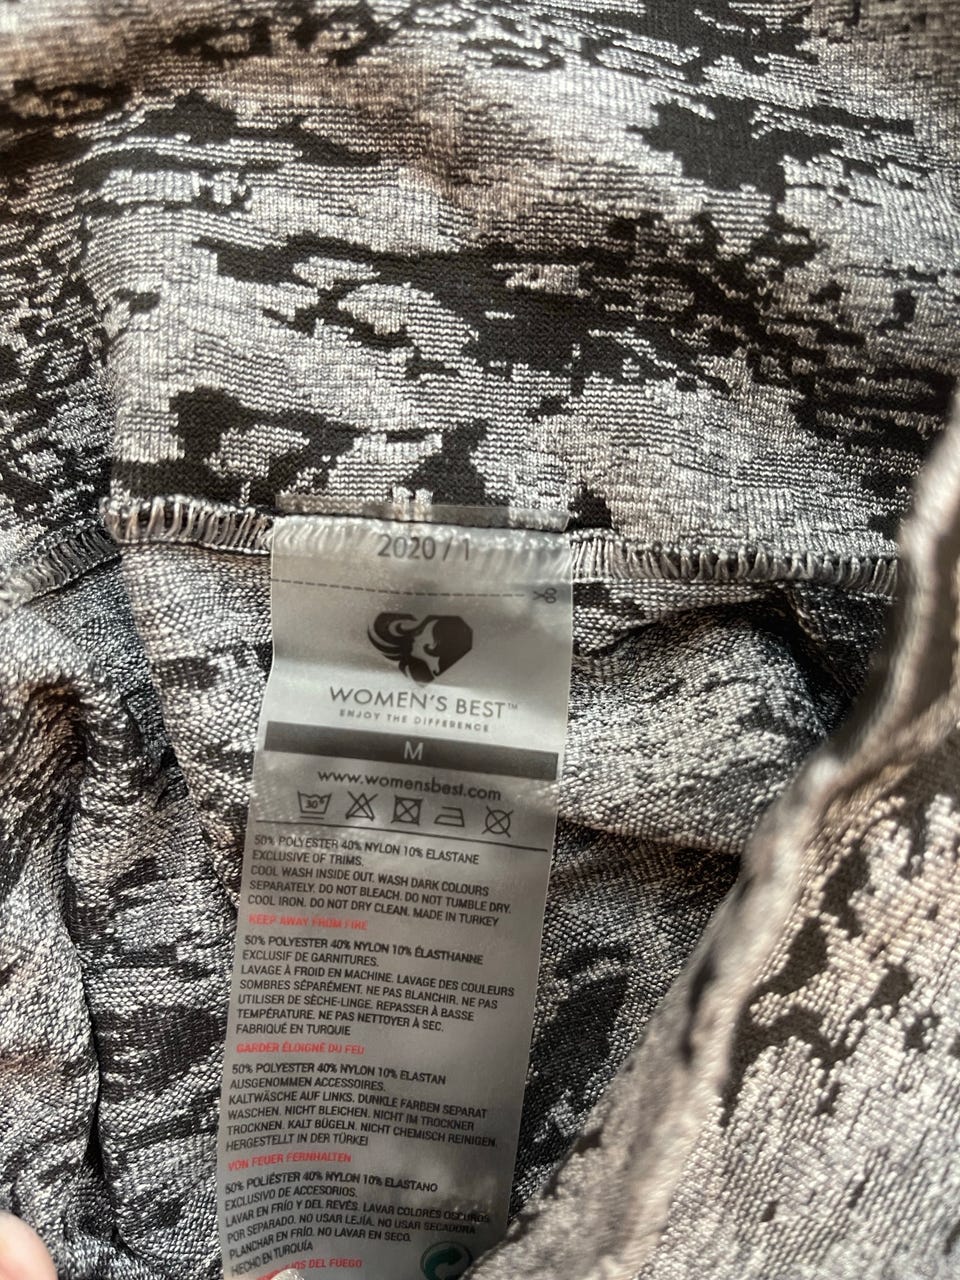 2020 / 1
WOMEN'S BEST™
ENJOY THE DIFFERENCE
M
www.womensbest.com
30°
50% POLYESTER 40% NYLON 10% ELASTANE
EXCLUSIVE OF TRIMS.
COOL WASH INSIDE OUT. WASH DARK COLOURS
SEPARATELY. DO NOT BLEACH. DO NOT TUMBLE DRY.
COOL IRON. DO NOT DRY CLEAN. MADE IN TURKEY
KEEP AWAY FROM FIRE
50% POLYESTER 40% NYLON 10% ÉLASTHANNE
EXCLUSIF DE GARNITURES.
LAVAGE À FROID EN MACHINE. LAVAGE DES COULEURS
SOMBRES SÉPARÉMENT. NE PAS BLANCHIR. NE PAS
UTILISER DE SÈCHE-LINGE. REPASSER À BASSE
TEMPÉRATURE. NE PAS NETTOYER À SEC.
FABRIQUÉ EN TURQUIE
GARDER ÉLOIGNÉ DU FEU
50% POLYESTER 40% NYLON 10% ELASTAN
AUSGENOMMEN ACCESSOIRES.
KALTWÄSCHE AUF LINKS. DUNKLE FARBEN SEPARAT
WASCHEN. NICHT BLEICHEN. NICHT IM TROCKNER
TROCKNEN. KALT BÜGELN. NICHT CHEMISCH REINIGEN.
HERGESTELLT IN DER TÜRKEI
VON FEUER FERNHALTEN
50% POLIÉSTER 40% NYLON 10% ELASTANO
EXCLUSIVO DE ACCESORIOS.
LAVAR EN FRÍO Y DEL REVÉS. LAVAR COLORES OSCUROS
POR SEPARADO. NO USAR LEJÍA. NO USAR SECADORA
PLANCHAR EN FRÍO. NO LAVAR EN SECO.
HECHO EN TURQUÍA
DEL FUEGO